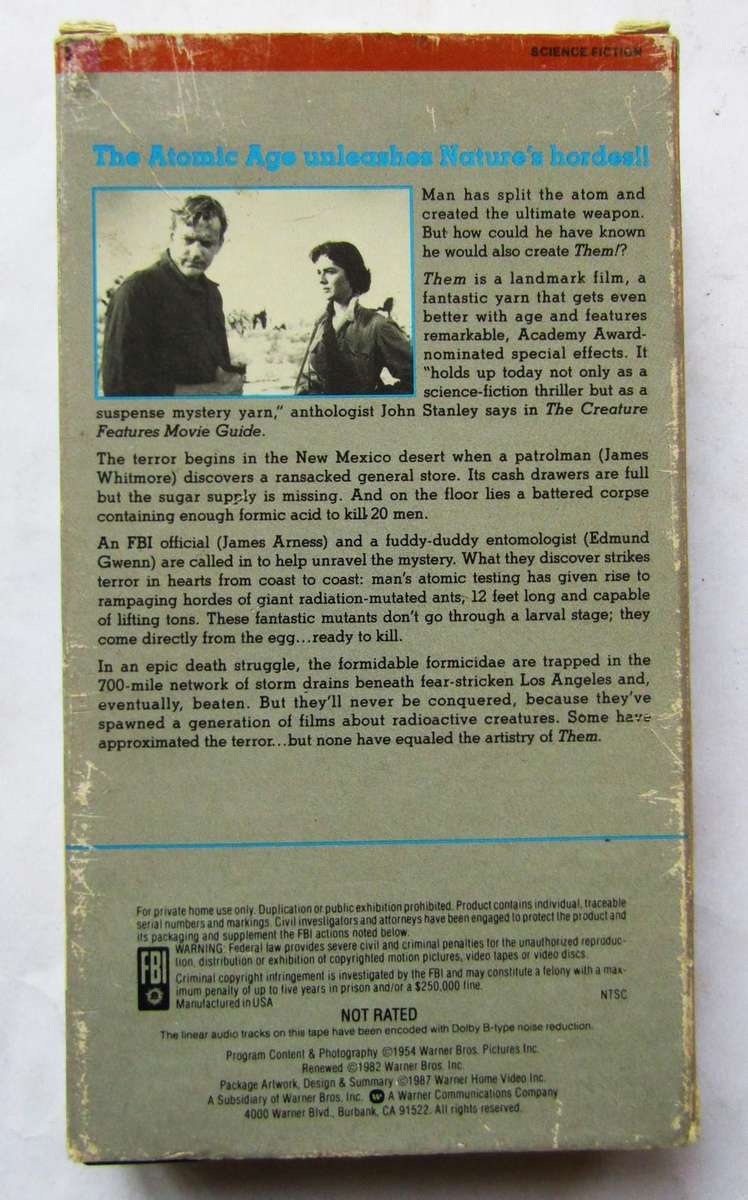 SCIENCE FICTION
The Atomic Age unleashes Nature's hordes!!
Man has split the atom and
created the ultimate weapon.
But how could he have known
he would also create Them!?
Them is a landmark film, a
fantastic yarn that gets even
better with age and features
remarkable, Academy Award-
nominated special effects. It
"holds up today not only as a
science-fiction thriller but as a
suspense mystery yarn," anthologist John Stanley says in The Creature
Features Movie Guide.
The terror begins in the New Mexico desert when a patrolman (James
Whitmore) discovers a ransacked general store. Its cash drawers are full
but the sugar supply is missing. And on the floor lies a battered corpse
containing enough formic acid to kill 20 men.
An FBI official (James Arness) and a fuddy-duddy entomologist (Edmund
Gwenn) are called in to help unravel the mystery. What they discover strikes
terror in hearts from coast to coast: man's atomic testing has given rise to
rampaging hordes of giant radiation-mutated ants, 12 feet long and capable
of lifting tons. These fantastic mutants don't go through a larval stage; they
come directly from the egg...ready to kill.
In an epic death struggle, the formidable formicidae are trapped in the
700-mile network of storm drains beneath fear-stricken Los Angeles and,
eventually, beaten. But they'll never be conquered, because they've
spawned a generation of films about radioactive creatures. Some have
approximated the terror...but none have equaled the artistry of Them.
For private home use only. Duplication or public exhibition prohibited. Product contains individual, traceable
serial numbers and markings. Civil investigators and attorneys have been engaged to protect the product and
its packaging and supplement the FBI actions noted below.
FBI
WARNING: Federal law provides severe civil and criminal penalties for the unauthorized reproduc-
tion, distribution or exhibition of copyrighted motion pictures, video tapes or video discs.
Criminal copyright infringement is investigated by the FBI and may constitute a felony with a max-
imum penalty of up to five years in prison and/or a $250,000 fine.
Manufactured in USA NTSC
NOT RATED
The linear audio tracks on this tape have been encoded with Dolby B-type noise reduction.
Program Content & Photography ©1954 Warner Bros. Pictures Inc.
Renewed ©1982 Warner Bros. Inc.
Package Artwork, Design & Summary ©1987 Warner Home Video Inc.
A Subsidiary of Warner Bros. Inc. A Warner Communications Company
4000 Warner Blvd., Burbank, CA 91522. All rights reserved.